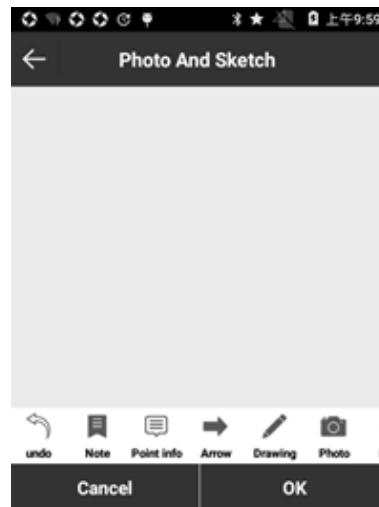 上午9:59
Photo And Sketch
undo Note Point info Arrow Drawing Photo
Cancel OK